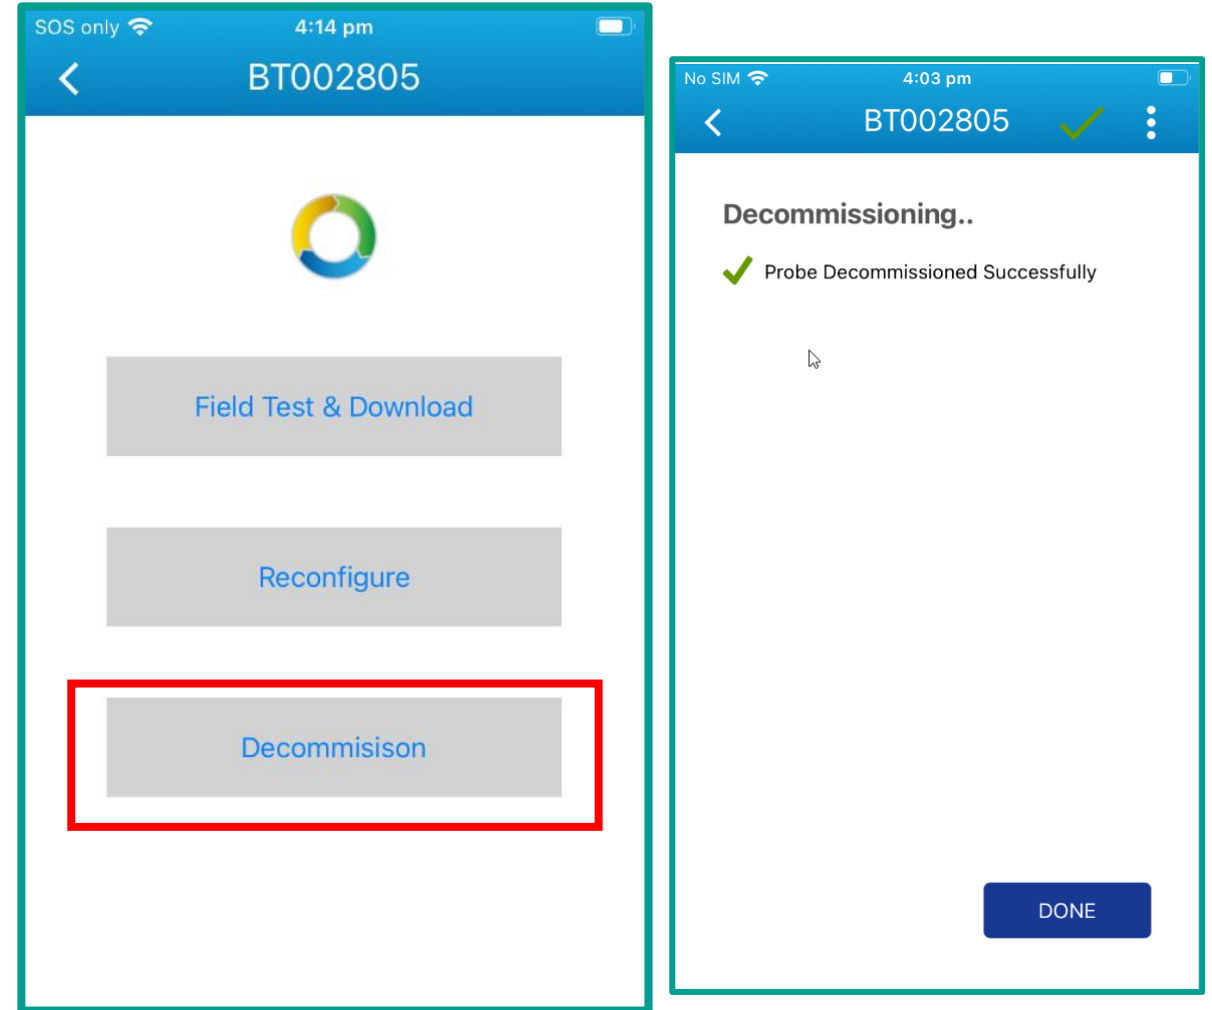 SOS only 4:14 pm
BT002805
Field Test & Download
Reconfigure
Decommisison
No SIM 4:03 pm
BT002805
Decommissioning..
Probe Decommissioned Successfully
DONE